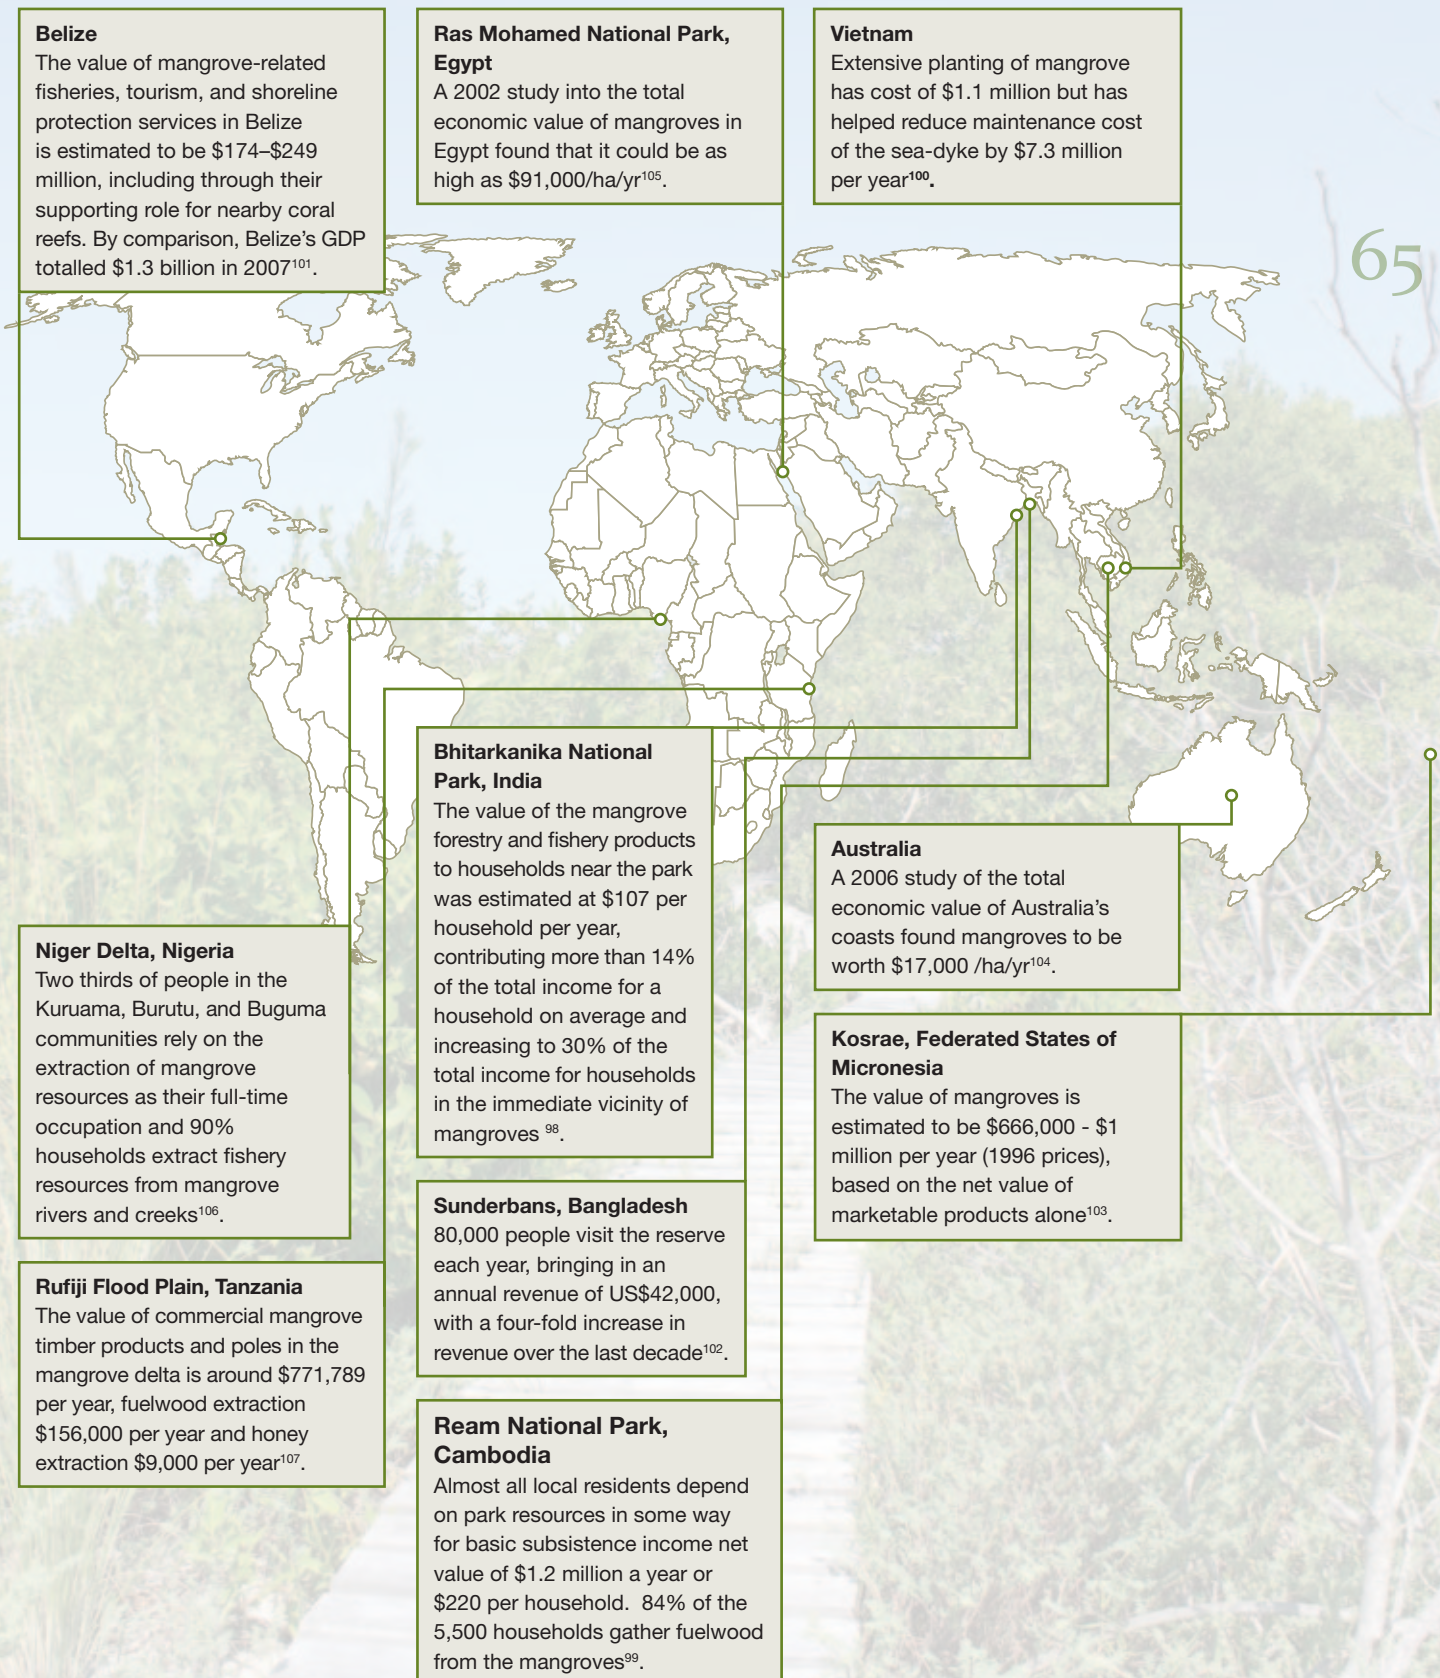 Belize
The value of mangrove-related
fisheries, tourism, and shoreline
protection services in Belize
is estimated to be $174–$249
million, including through their
supporting role for nearby coral
reefs. By comparison, Belize’s GDP
totalled $1.3 billion in 2007101.
Ras Mohamed National Park,
Egypt
A 2002 study into the total
economic value of mangroves in
Egypt found that it could be as
high as $91,000/ha/yr105.
Vietnam
Extensive planting of mangrove
has cost of $1.1 million but has
helped reduce maintenance cost
of the sea-dyke by $7.3 million
per year100.
65
Bhitarkanika National
Park, India
The value of the mangrove
forestry and fishery products
to households near the park
was estimated at $107 per
household per year,
contributing more than 14%
of the total income for a
household on average and
increasing to 30% of the
total income for households
in the immediate vicinity of
mangroves 98.
Australia
A 2006 study of the total
economic value of Australia’s
coasts found mangroves to be
worth $17,000 /ha/yr104.
Niger Delta, Nigeria
Two thirds of people in the
Kuruama, Burutu, and Buguma
communities rely on the
extraction of mangrove
resources as their full-time
occupation and 90%
households extract fishery
resources from mangrove
rivers and creeks106.
Kosrae, Federated States of
Micronesia
The value of mangroves is
estimated to be $666,000 - $1
million per year (1996 prices),
based on the net value of
marketable products alone103.
Sunderbans, Bangladesh
80,000 people visit the reserve
each year, bringing in an
annual revenue of US$42,000,
with a four-fold increase in
revenue over the last decade102.
Rufiji Flood Plain, Tanzania
The value of commercial mangrove
timber products and poles in the
mangrove delta is around $771,789
per year, fuelwood extraction
$156,000 per year and honey
extraction $9,000 per year107.
Ream National Park,
Cambodia
Almost all local residents depend
on park resources in some way
for basic subsistence income net
value of $1.2 million a year or
$220 per household.  84% of the
5,500 households gather fuelwood
from the mangroves99.